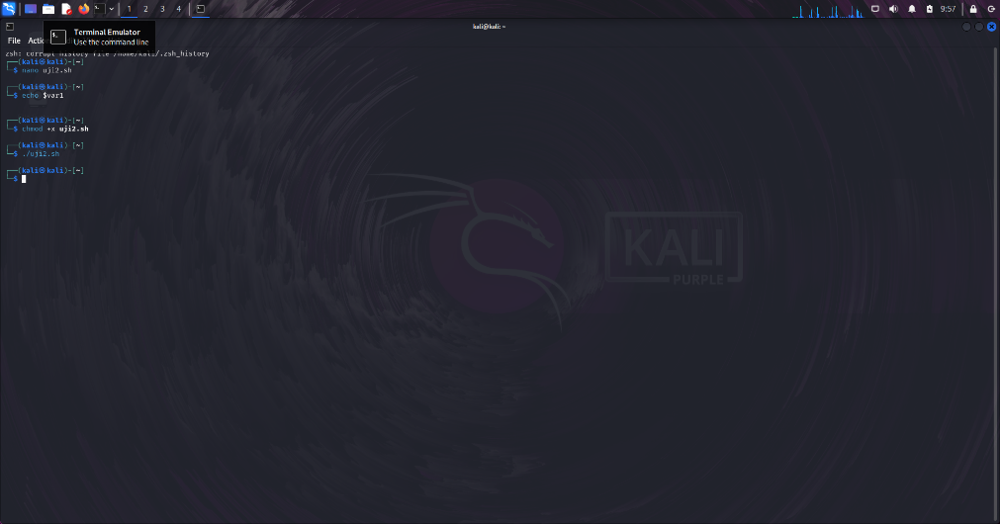 1 2 3 4 9:57
kali@kali: ~
Terminal Emulator
Use the command line
File Actio
zsh: corrupt history file /home/kali/.zsh_history
┌──(kali㉿kali)-[~]
└─$ nano uji2.sh
┌──(kali㉿kali)-[~]
└─$ echo $var1
┌──(kali㉿kali)-[~]
└─$ chmod +x uji2.sh
┌──(kali㉿kali)-[~]
└─$ ./uji2.sh
┌──(kali㉿kali)-[~]
└─$
KALI
PURPLE